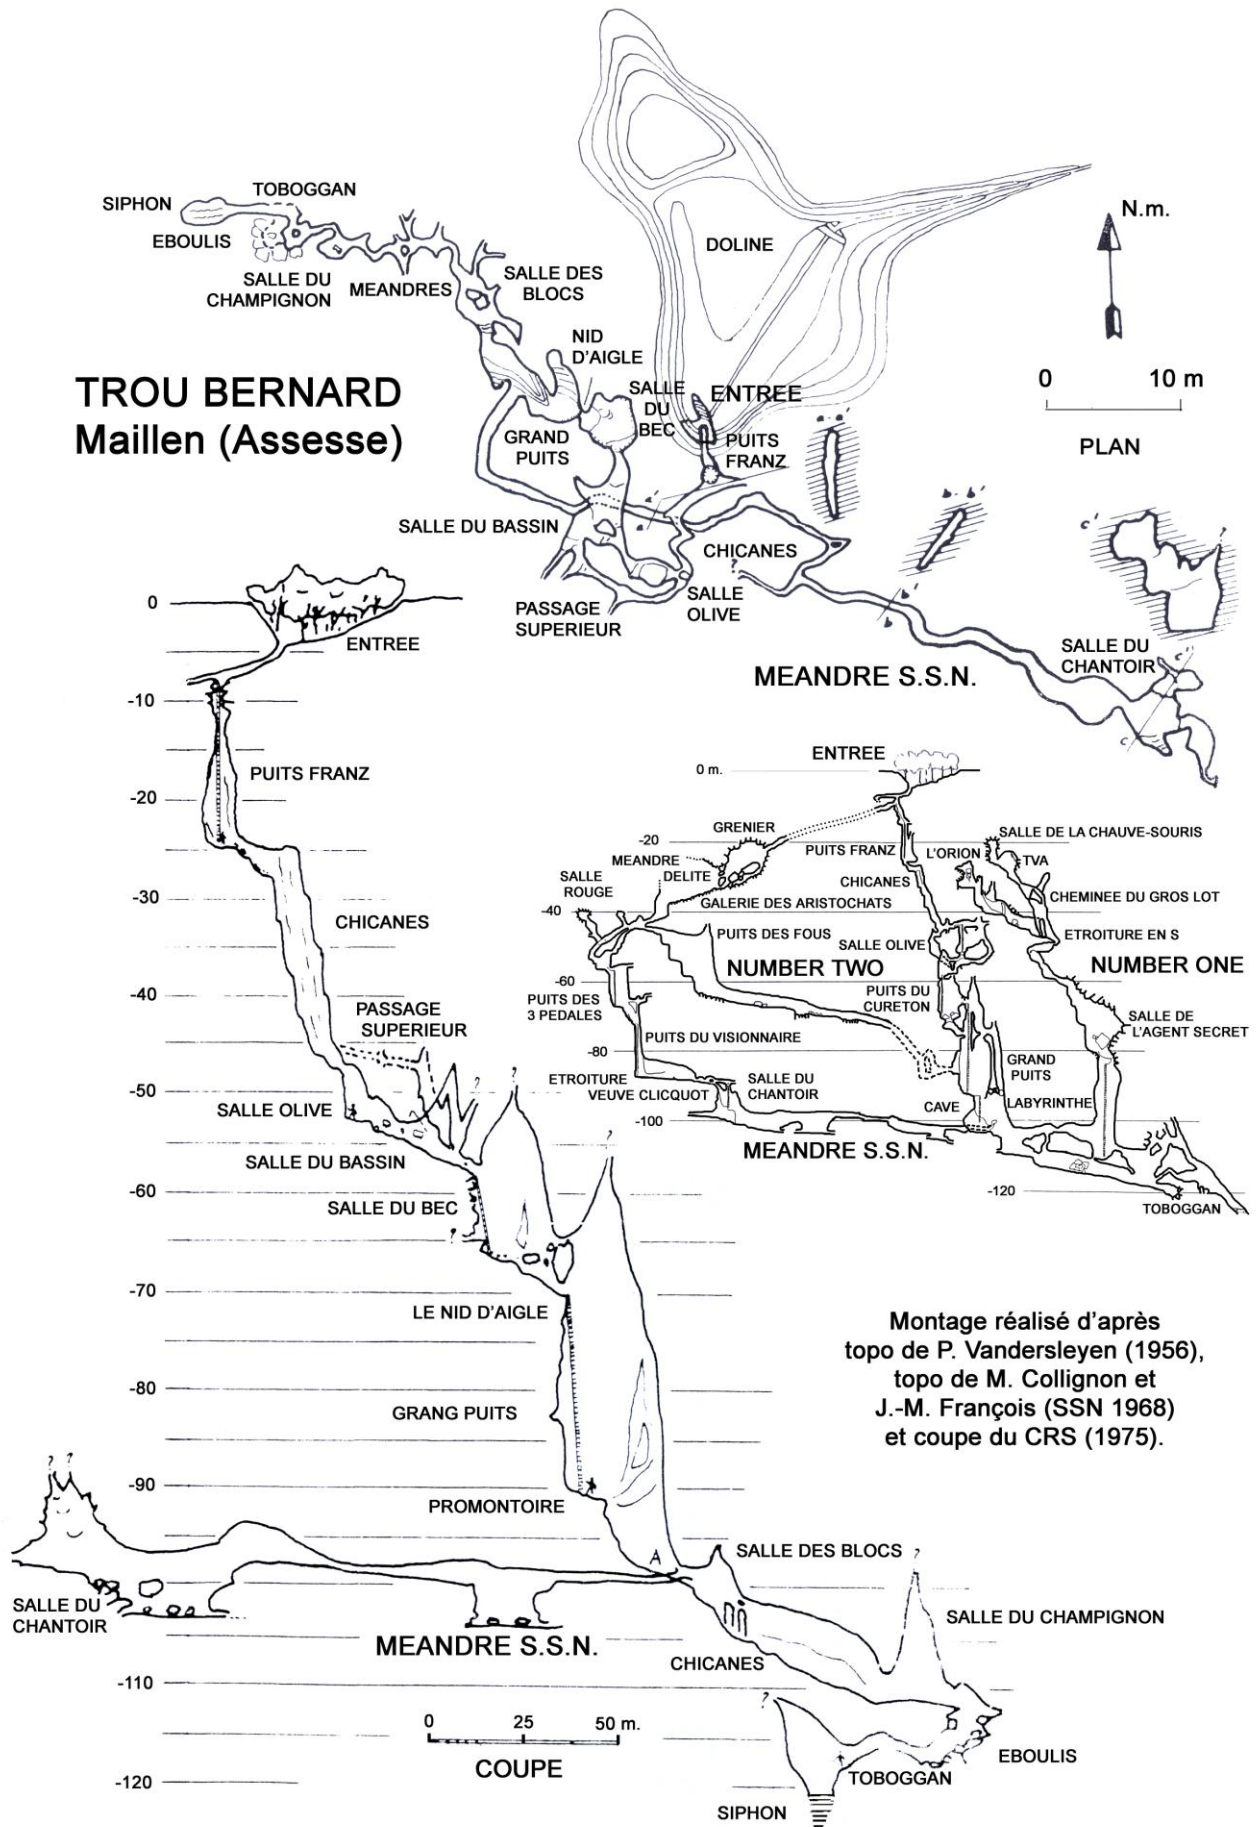 TOBOGGAN
SIPHON
EBOULIS
SALLE DU
CHAMPIGNON
MEANDRES
SALLE DES
BLOCS
NID
D'AIGLE
DOLINE
N.m.
TROU BERNARD
Maillen (Assesse)
SALLE
DU
BEC
ENTREE
GRAND
PUITS
PUITS
FRANZ
0 10 m
PLAN
SALLE DU BASSIN
CHICANES
PASSAGE
SUPERIEUR
SALLE
OLIVE
a a'
a'
a
b b'
b'
b
c'
?
?
MEANDRE S.S.N.
SALLE DU
CHANTOIR
c'
c
0
ENTREE
-10
PUITS FRANZ
-20
-30
CHICANES
-40
PASSAGE
SUPERIEUR
-50
SALLE OLIVE
? ?
SALLE DU BASSIN
?
-60
SALLE DU BEC
?
-70
LE NID D'AIGLE
-80
GRANG PUITS
-90
PROMONTOIRE
? ?
A
SALLE DES BLOCS
?
SALLE DU
CHANTOIR
SALLE DU CHAMPIGNON
MEANDRE S.S.N.
CHICANES
-110
?
0 25 50 m.
COUPE
EBOULIS
TOBOGGAN
-120
SIPHON
ENTREE
0 m.
GRENIER
-20
PUITS FRANZ
SALLE DE LA CHAUVE-SOURIS
L'ORION
TVA
MEANDRE
DELITE
SALLE
ROUGE
CHICANES
CHEMINEE DU GROS LOT
GALERIE DES ARISTOCHATS
-40
PUITS DES FOUS
SALLE OLIVE
ETROITURE EN S
NUMBER TWO
NUMBER ONE
-60
PUITS DES
3 PEDALES
PUITS DU
CURETON
SALLE DE
L'AGENT SECRET
PUITS DU VISIONNAIRE
-80
GRAND
PUITS
ETROITURE
VEUVE CLICQUOT
SALLE DU
CHANTOIR
CAVE
LABYRINTHE
-100
MEANDRE S.S.N.
-120
TOBOGGAN
Montage réalisé d'après
topo de P. Vandersleyen (1956),
topo de M. Collignon et
J.-M. François (SSN 1968)
et coupe du CRS (1975).